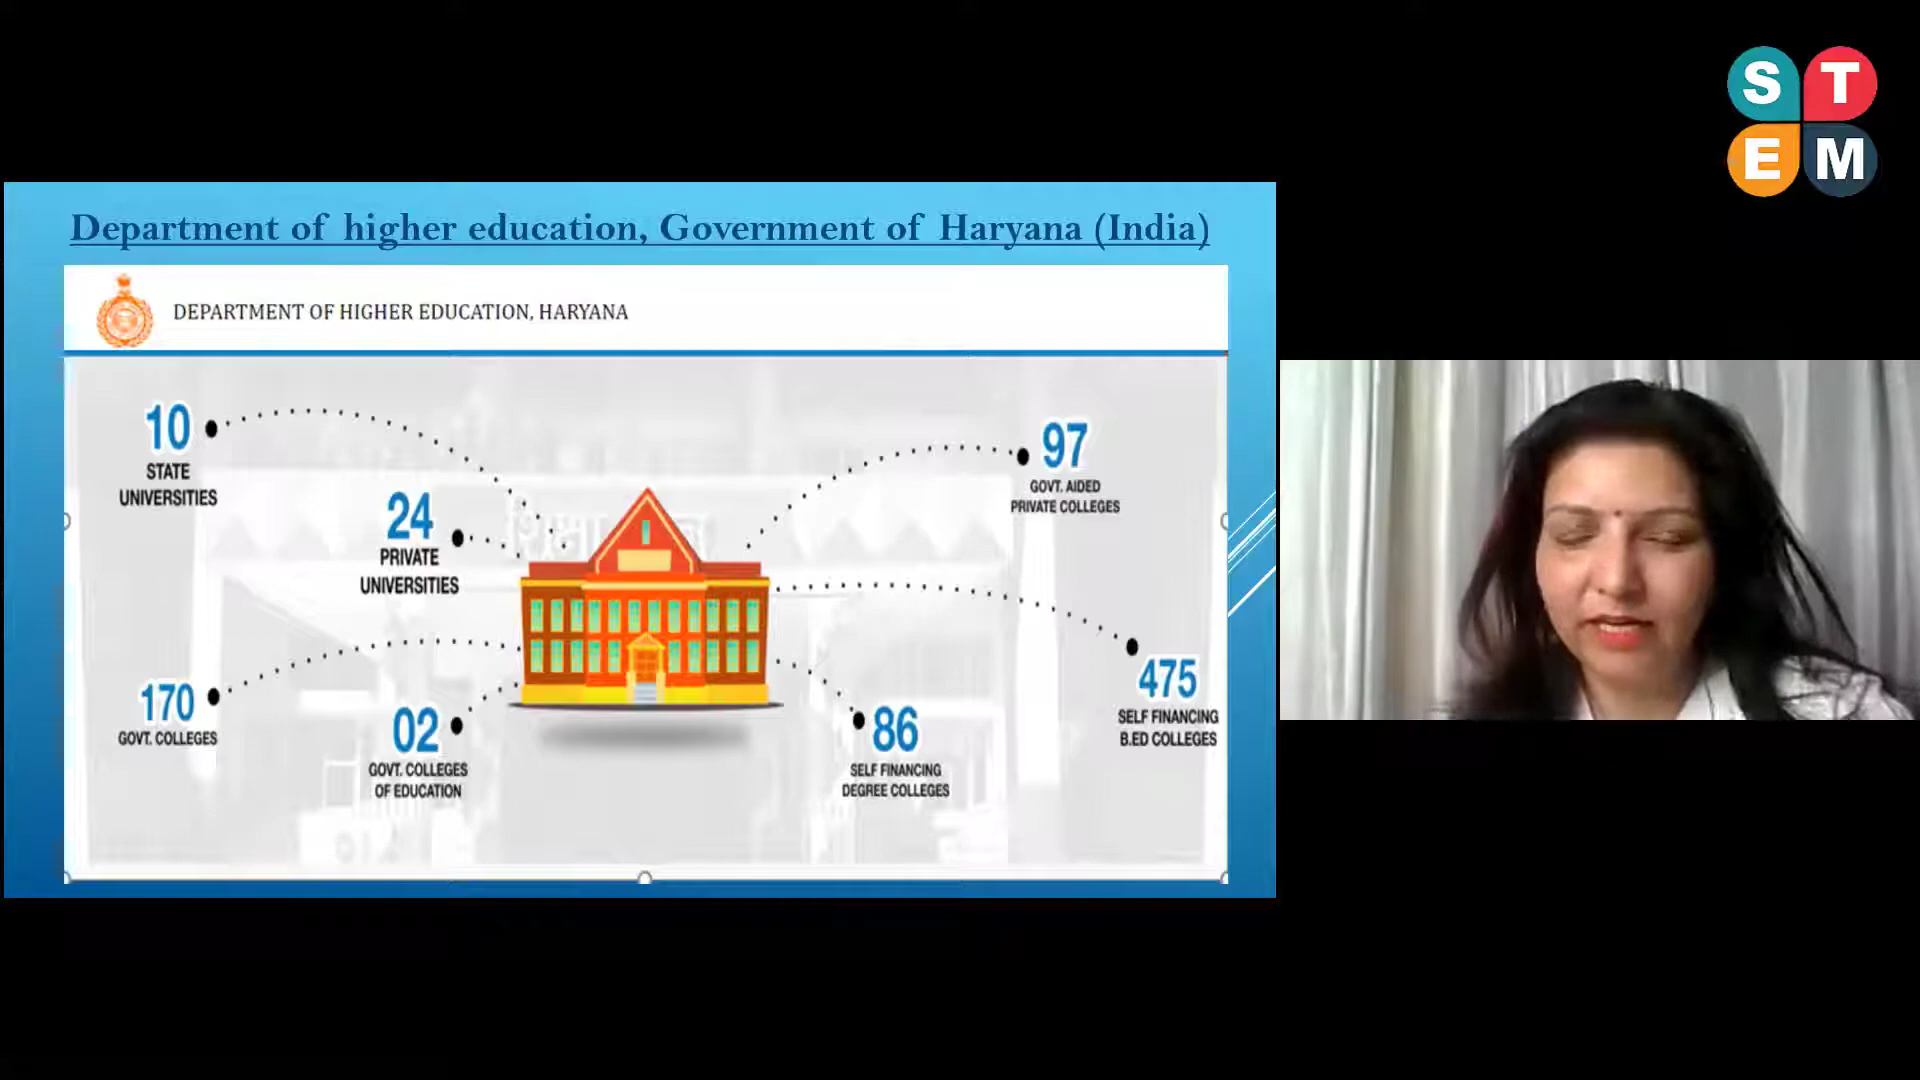 S T
E M
Department of higher education, Government of Haryana (India)
DEPARTMENT OF HIGHER EDUCATION, HARYANA
10
STATE
UNIVERSITIES
24
PRIVATE
UNIVERSITIES
170
GOVT. COLLEGES
02
GOVT. COLLEGES
OF EDUCATION
97
GOVT. AIDED
PRIVATE COLLEGES
475
SELF FINANCING
B.ED COLLEGES
86
SELF FINANCING
DEGREE COLLEGES